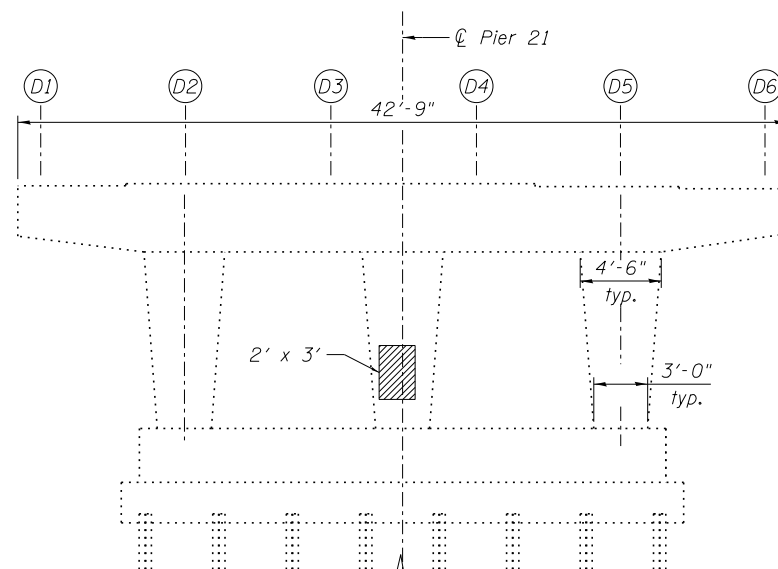 ℄ Pier 21
D1
D2
D3
D4
D5
D6
42'-9"
4'-6"
typ.
2' x 3'
3'-0"
typ.